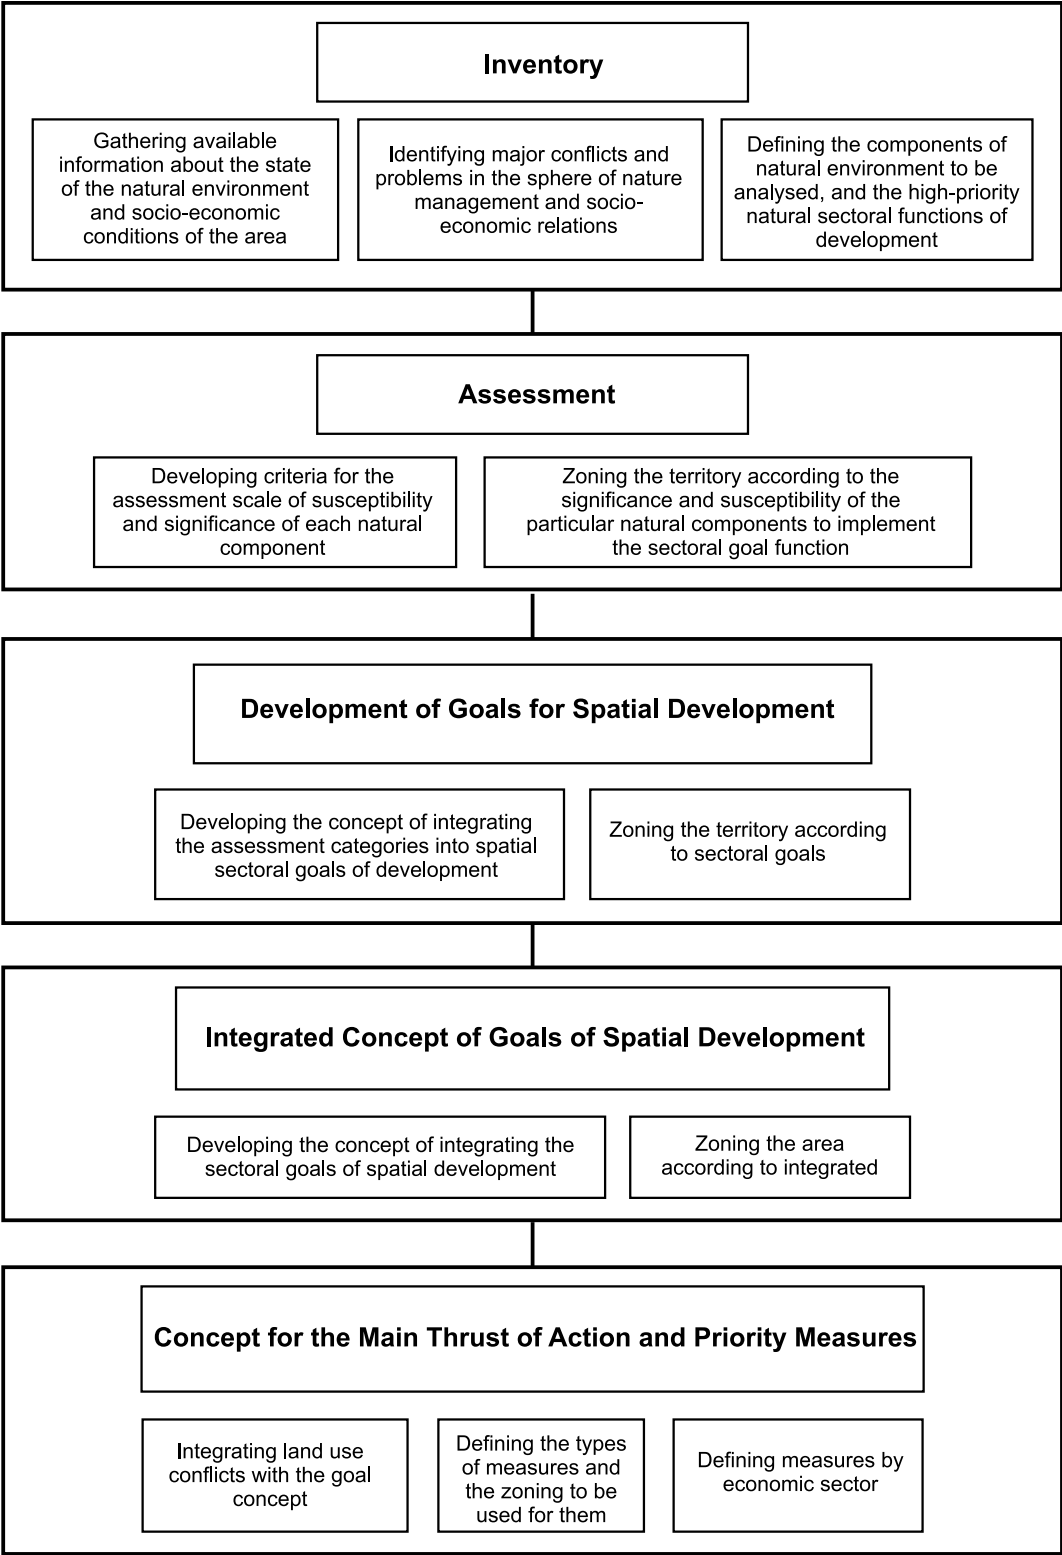 Inventory
Gathering available
information about the state
of the natural environment
and socio-economic
conditions of the area
Identifying major conflicts and
problems in the sphere of nature
management and socio-
economic relations
Defining the components of
natural environment to be
analysed, and the high-priority
natural sectoral functions of
development
Assessment
Developing criteria for the
assessment scale of susceptibility
and significance of each natural
component
Zoning the territory according to the
significance and susceptibility of the
particular natural components to implement
the sectoral goal function
Development of Goals for Spatial Development
Developing the concept of integrating
the assessment categories into spatial
sectoral goals of development
Zoning the territory according
to sectoral goals
Integrated Concept of Goals of Spatial Development
Developing the concept of integrating the
sectoral goals of spatial development
Zoning the area
according to integrated
Concept for the Main Thrust of Action and Priority Measures
Integrating land use
conflicts with the goal
concept
Defining the types
of measures and
the zoning to be
used for them
Defining measures by
economic sector